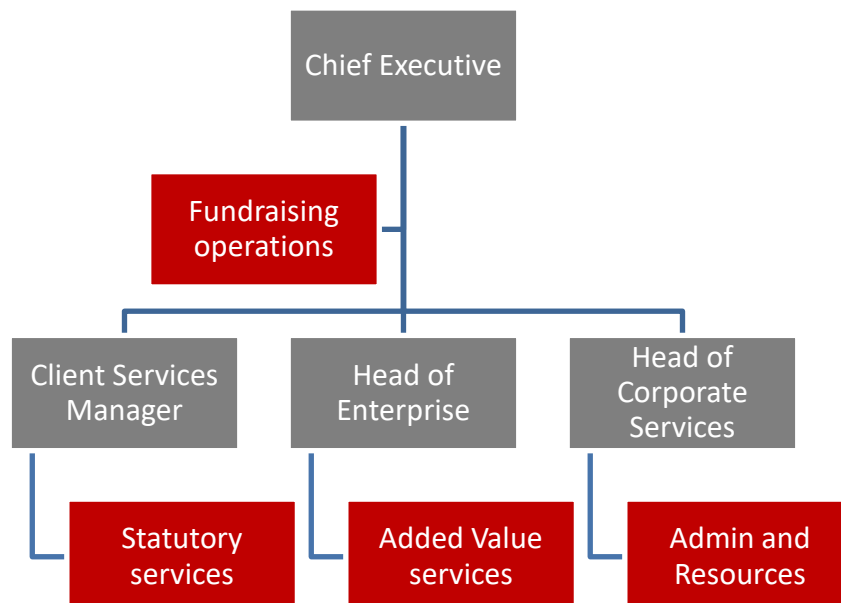 Chief Executive
Fundraising
operations
Client Services
Manager
Head of
Enterprise
Head of
Corporate
Services
Statutory
services
Added Value
services
Admin and
Resources